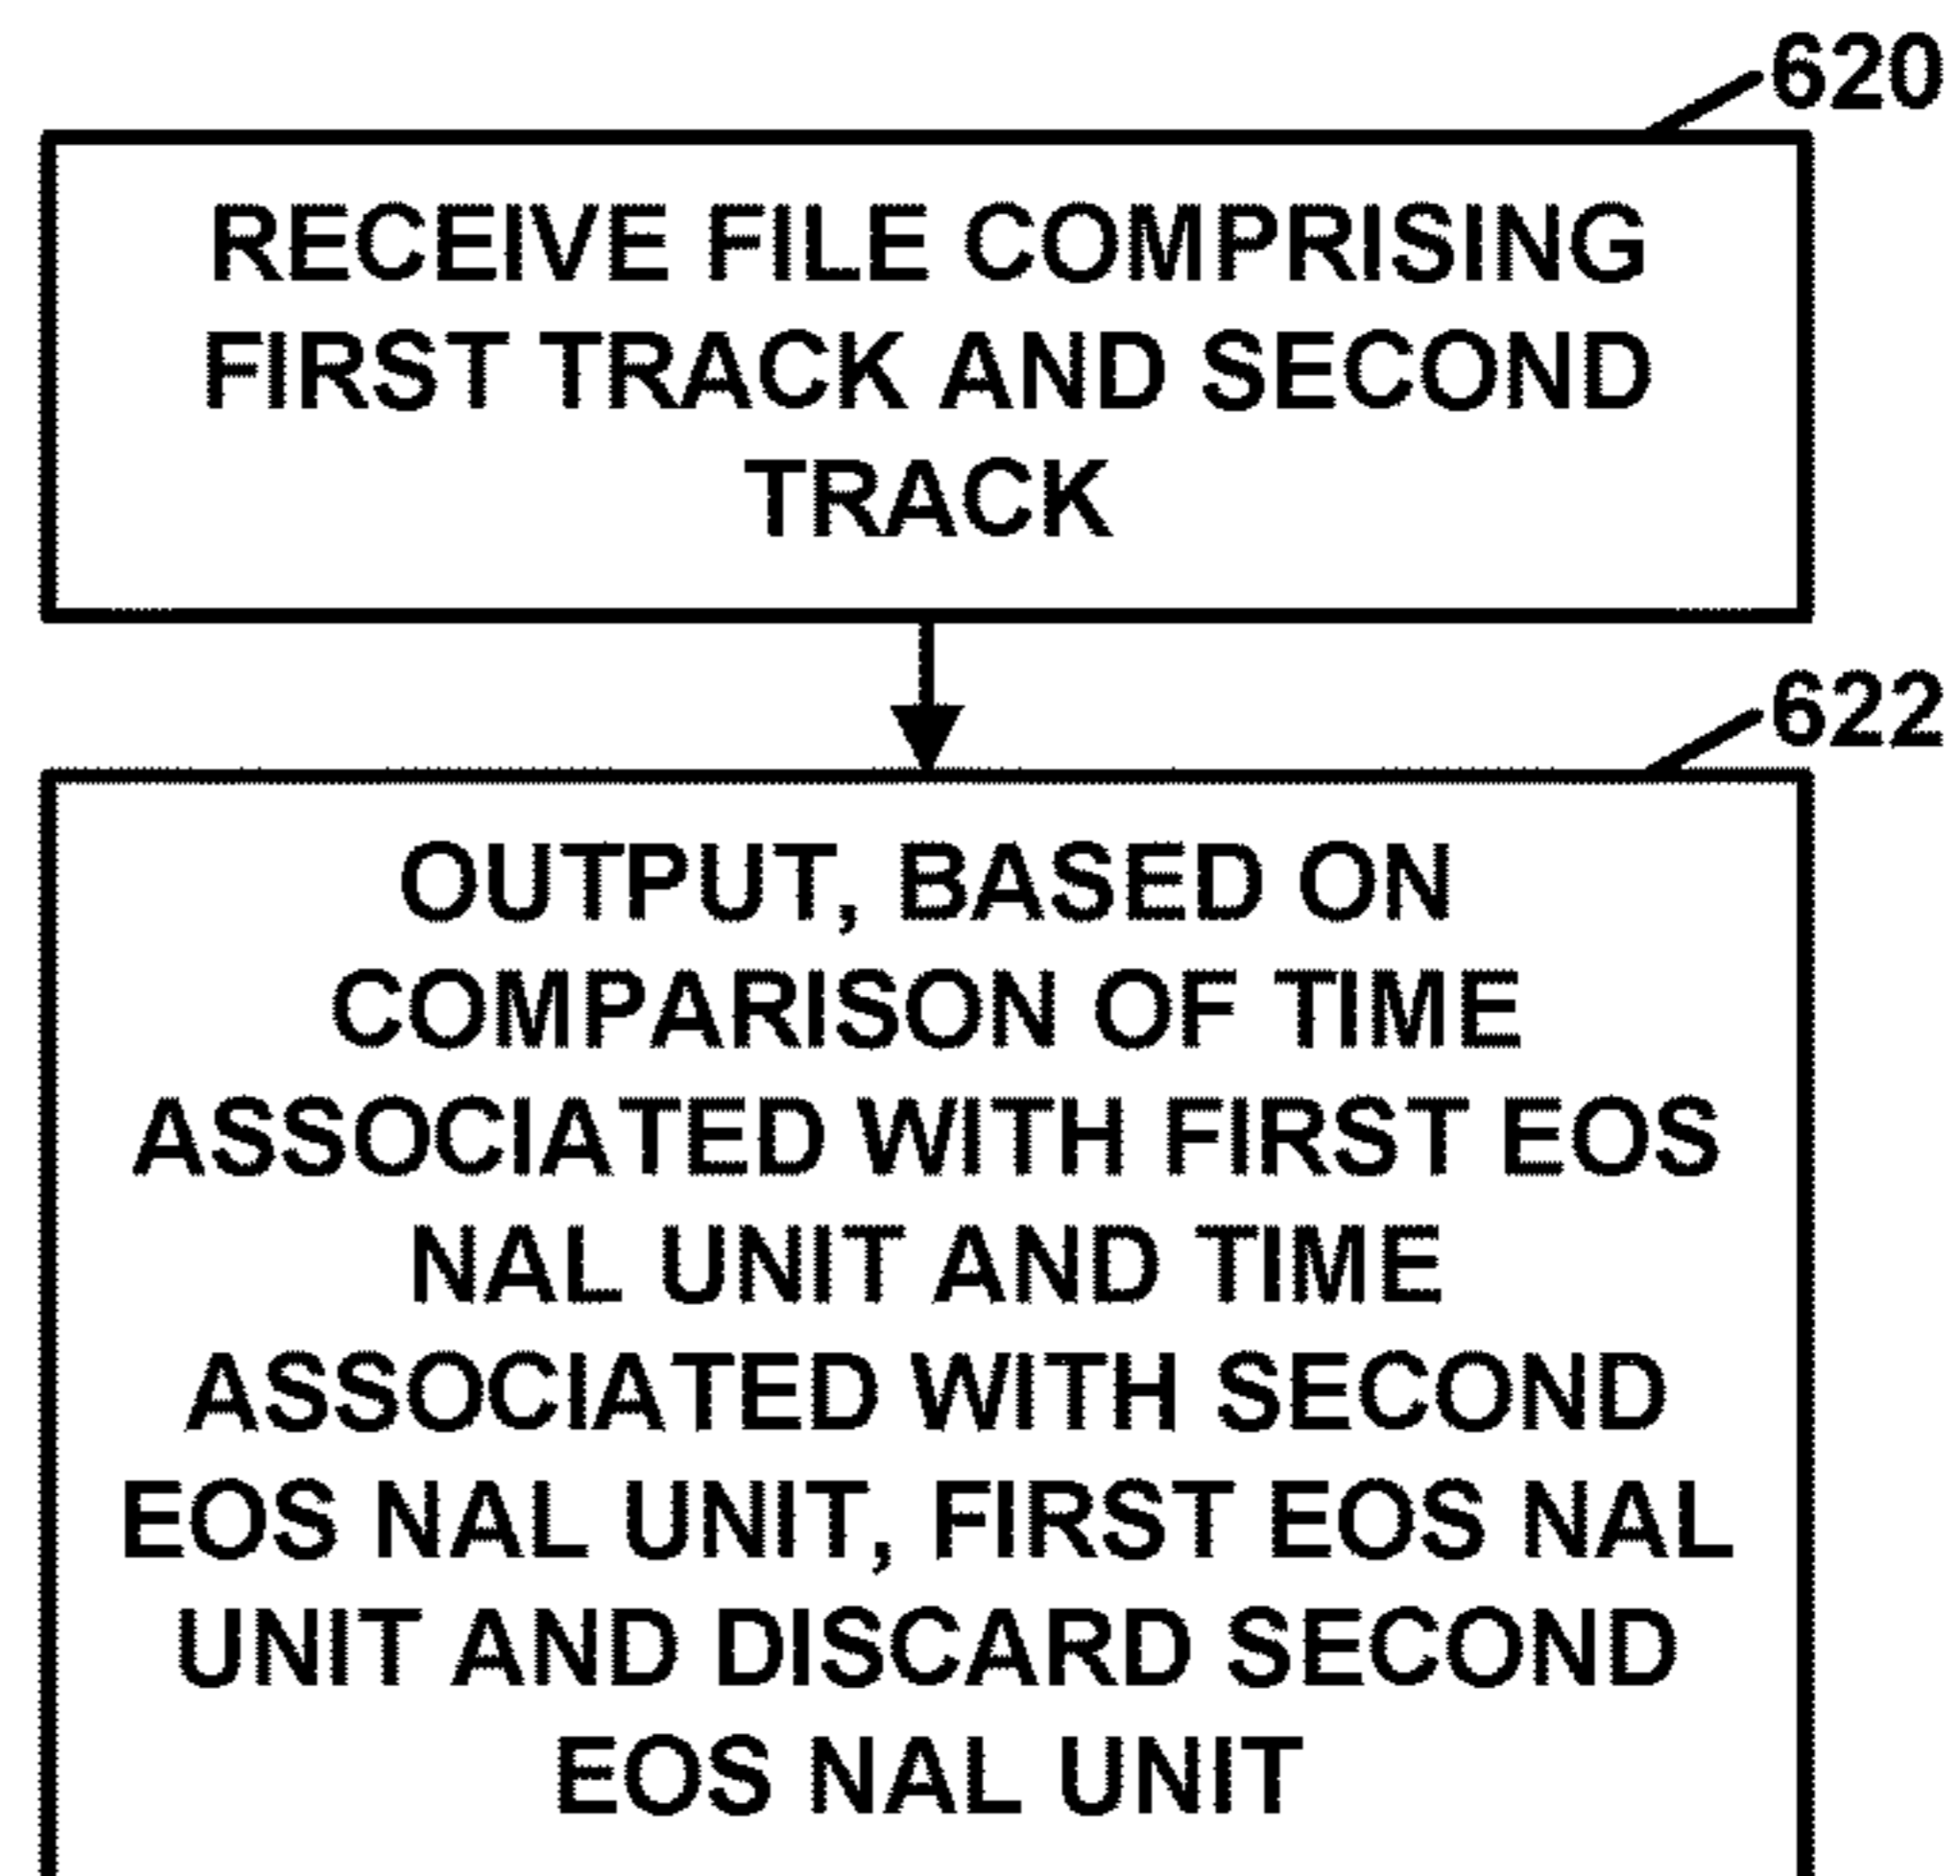 620
RECEIVE FILE COMPRISING
FIRST TRACK AND SECOND
TRACK
622
OUTPUT, BASED ON
COMPARISON OF TIME
ASSOCIATED WITH FIRST EOS
NAL UNIT AND TIME
ASSOCIATED WITH SECOND
EOS NAL UNIT, FIRST EOS NAL
UNIT AND DISCARD SECOND
EOS NAL UNIT